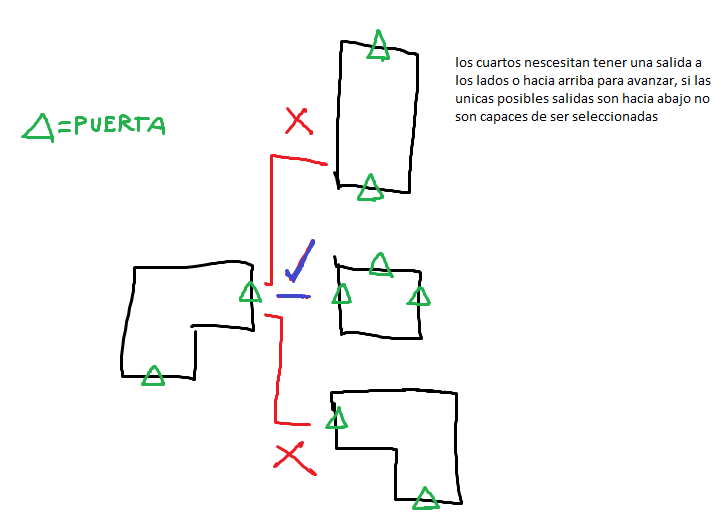 los cuartos nescesitan tener una salida a
los lados o hacia arriba para avanzar, si las
unicas posibles salidas son hacia abajo no
son capaces de ser seleccionadas
=PUERTA